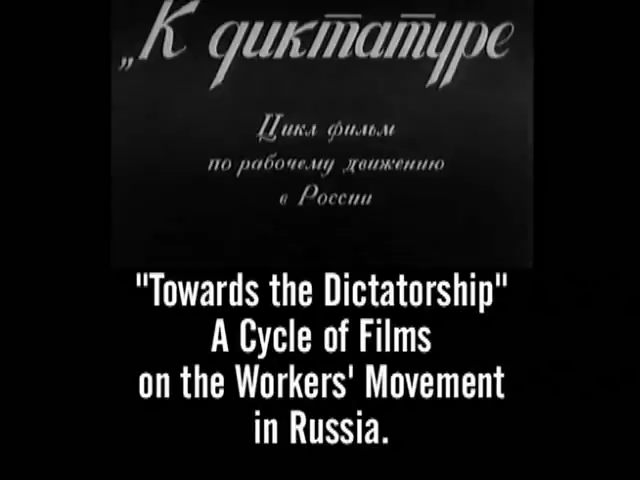 „К диктатуре
Цикл фильм
по рабочему движению
в России
"Towards the Dictatorship"
A Cycle of Films
on the Workers' Movement
in Russia.